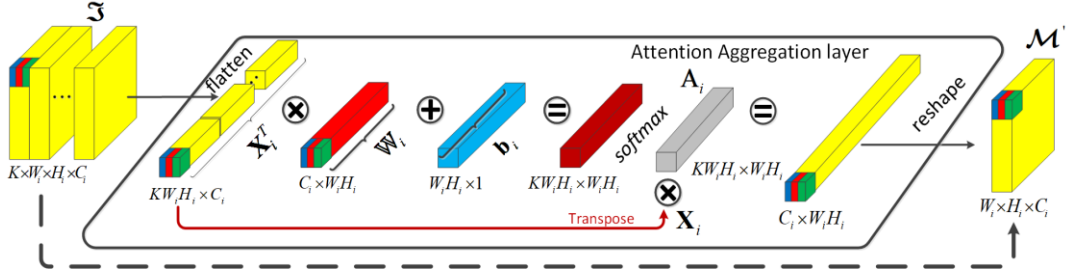 ℑ
Attention Aggregation layer
𝓜'
flatten
...
...
X_i^T
⊗
W_i
⊕
b_i
=
softmax
A_i
=
reshape
K×W_i×H_i×C_i
KW_iH_i×C_i
C_i×W_iH_i
W_iH_i×1
KW_iH_i×W_iH_i
KW_iH_i×W_iH_i
⊗
Transpose
X_i
C_i×W_iH_i
W_i×H_i×C_i